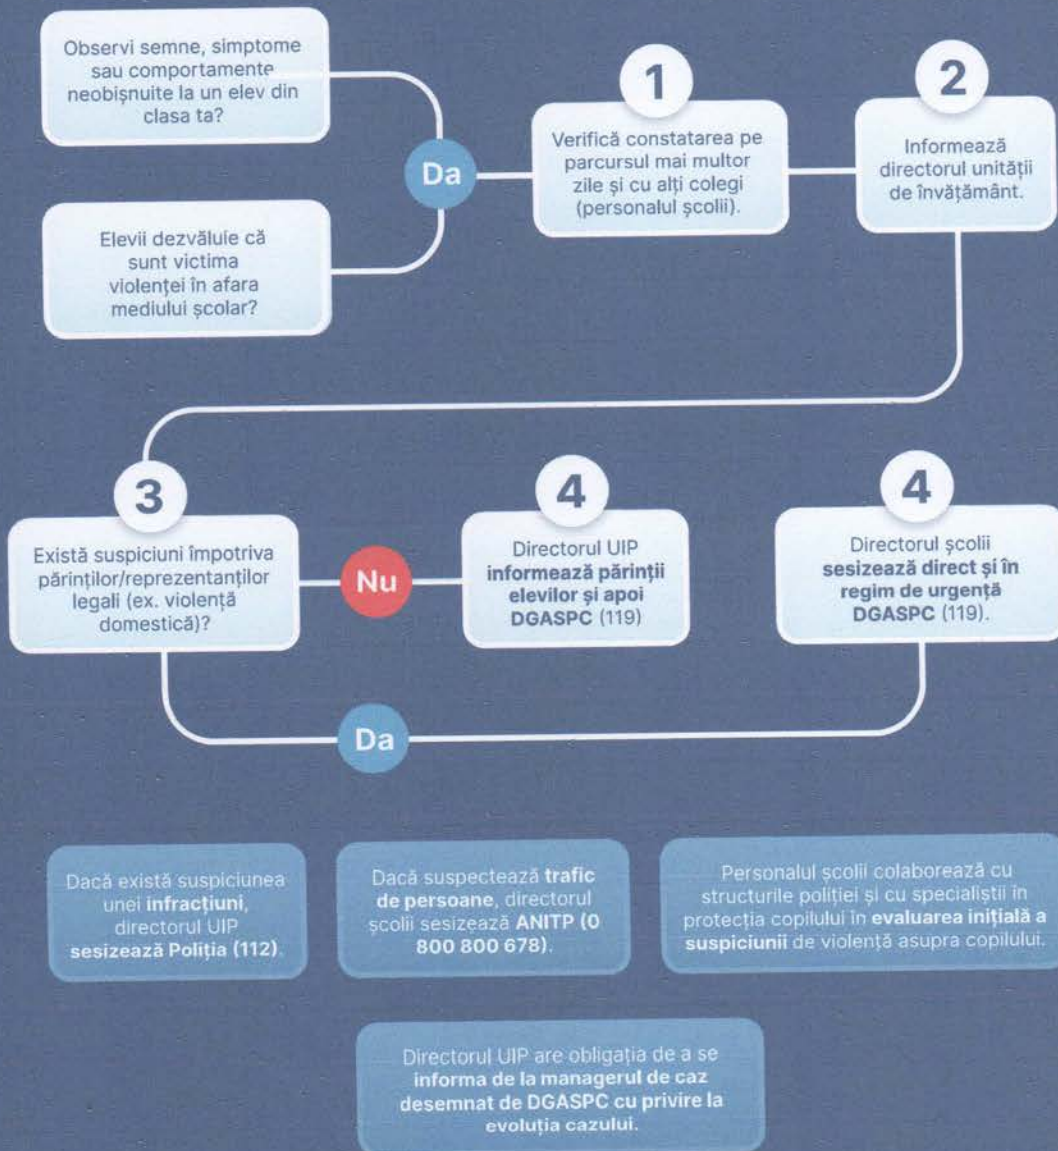 Observi semne, simptome
sau comportamente
neobișnuite la un elev din
clasa ta?
Elevii dezvăluie că
sunt victima
violenței în afara
mediului școlar?
Da
1
Verifică constatarea pe
parcursul mai multor
zile și cu alți colegi
(personalul școlii).
2
Informează
directorul unității
de învățământ.
3
Există suspiciuni împotriva
părinților/reprezentanților
legali (ex. violență
domestică)?
Nu
4
Directorul UIP
informează părinții
elevilor și apoi
DGASPC (119)
4
Directorul școlii
sesizează direct și în
regim de urgență
DGASPC (119).
Da
Dacă există suspiciunea
unei infracțiuni,
directorul UIP
sesizează Poliția (112).
Dacă suspectează trafic
de persoane, directorul
școlii sesizează ANITP (0
800 800 678).
Personalul școlii colaborează cu
structurile poliției și cu specialiștii în
protecția copilului în evaluarea inițială a
suspiciunii de violență asupra copilului.
Directorul UIP are obligația de a se
informa de la managerul de caz
desemnat de DGASPC cu privire la
evoluția cazului.